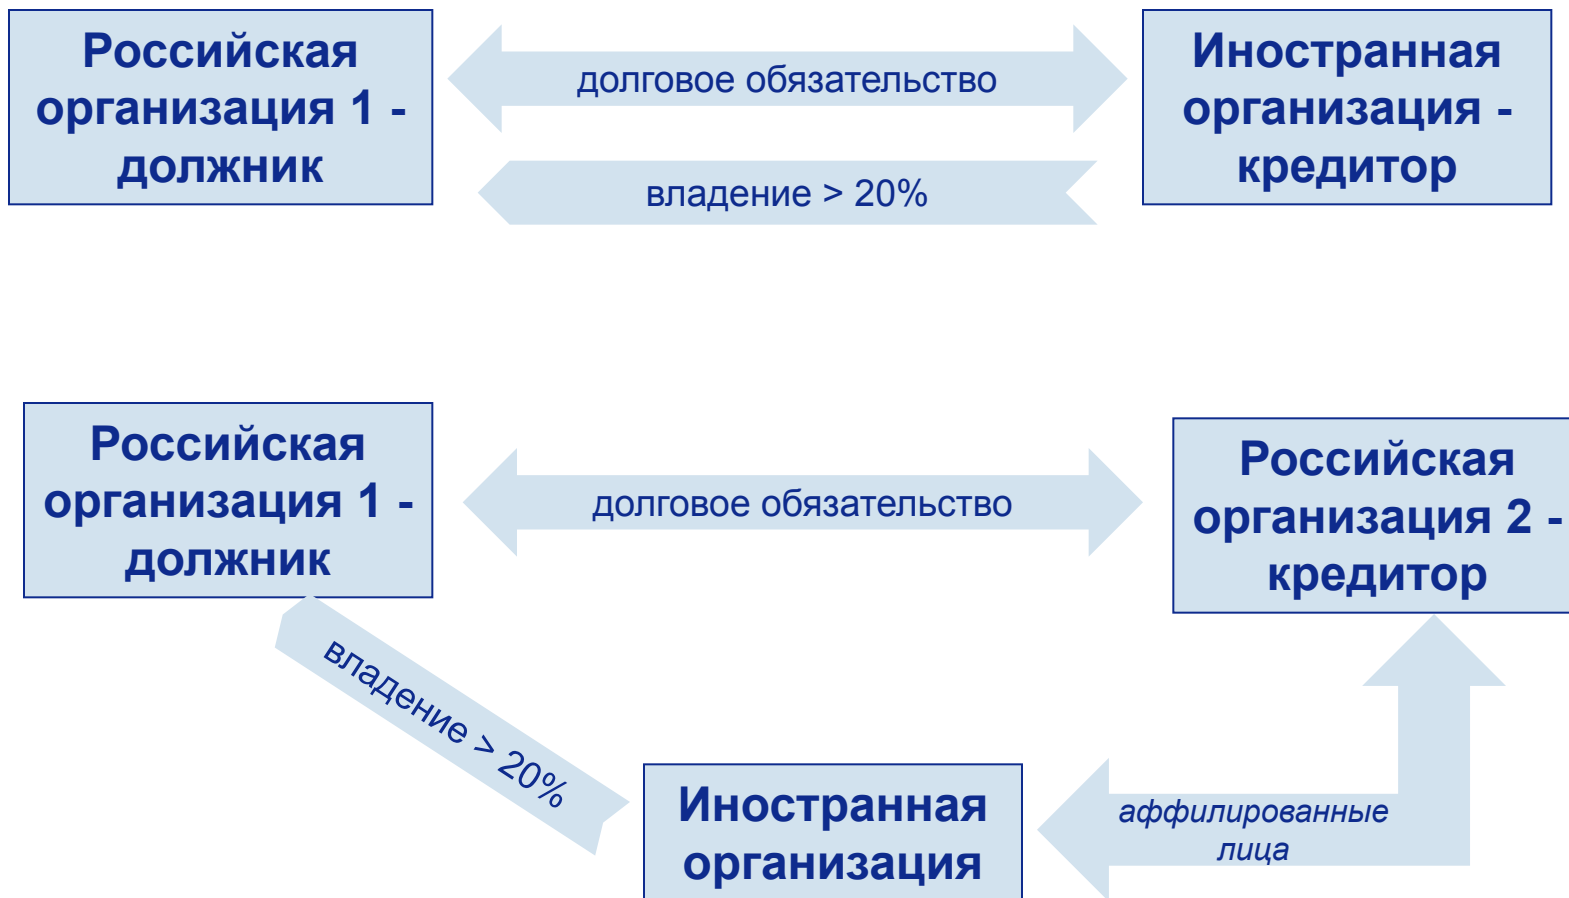 Российская
организация 1 -
должник
долговое обязательство
владение > 20%
Иностранная
организация -
кредитор
Российская
организация 1 -
должник
долговое обязательство
Российская
организация 2 -
кредитор
владение > 20%
Иностранная
организация
аффилированные
лица